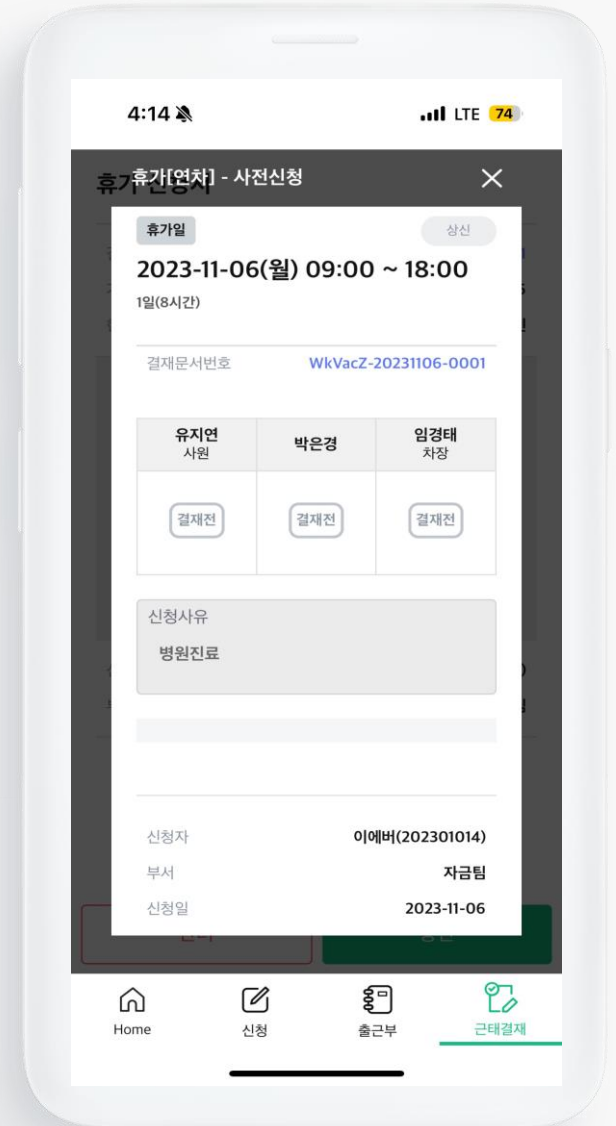 4:14
LTE 74
휴가[연차] - 사전신청
휴가일
상신
2023-11-06(월) 09:00 ~ 18:00
1일(8시간)
결재문서번호 WkVacZ-20231106-0001
유지연 박은경 임경태
사원 차장
결재전 결재전 결재전
신청사유
병원진료
신청자 이에버(202301014)
부서 자금팀
신청일 2023-11-06
Home 신청 출근부 근태결재